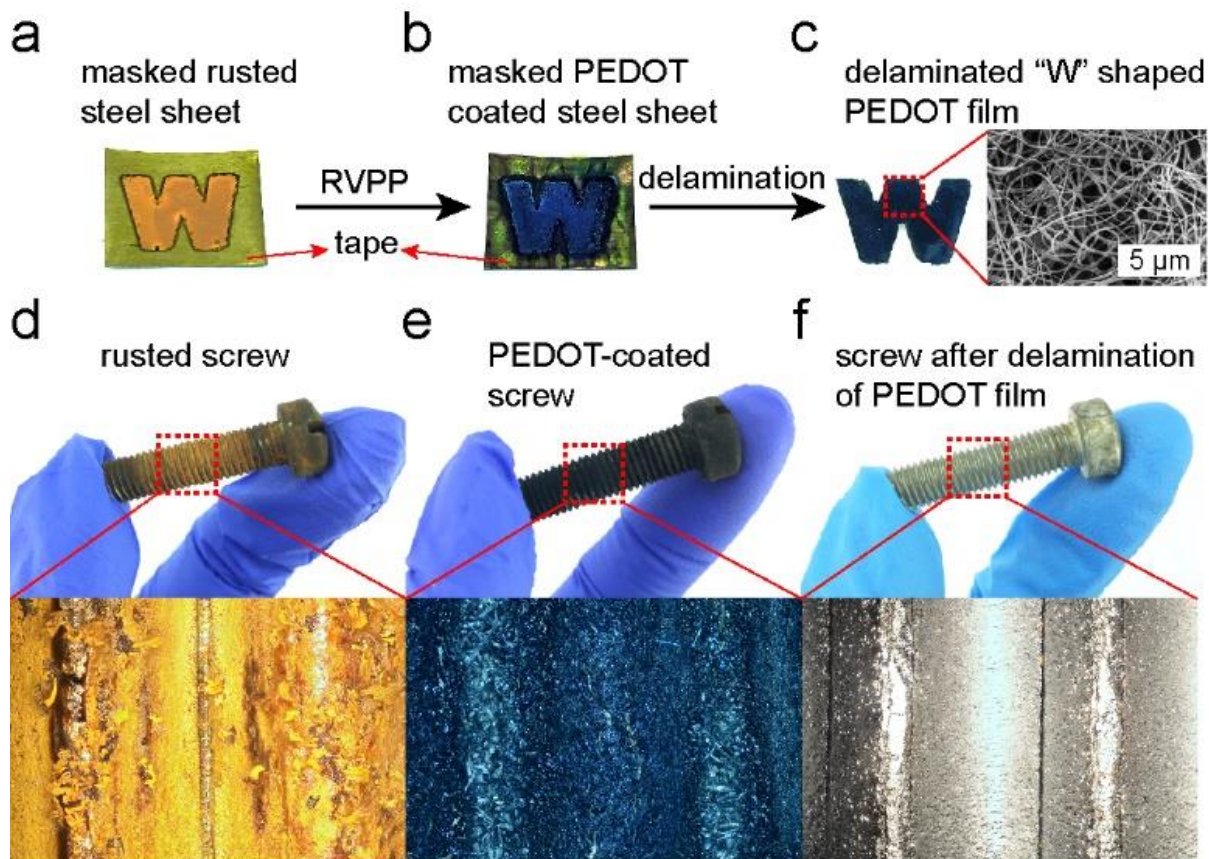 a
masked rusted
steel sheet
b
masked PEDOT
coated steel sheet
c
delaminated “W” shaped
PEDOT film
W
RVPP
tape
W
delamination
W
5 µm
d
rusted screw
e
PEDOT-coated
screw
f
screw after delamination
of PEDOT film